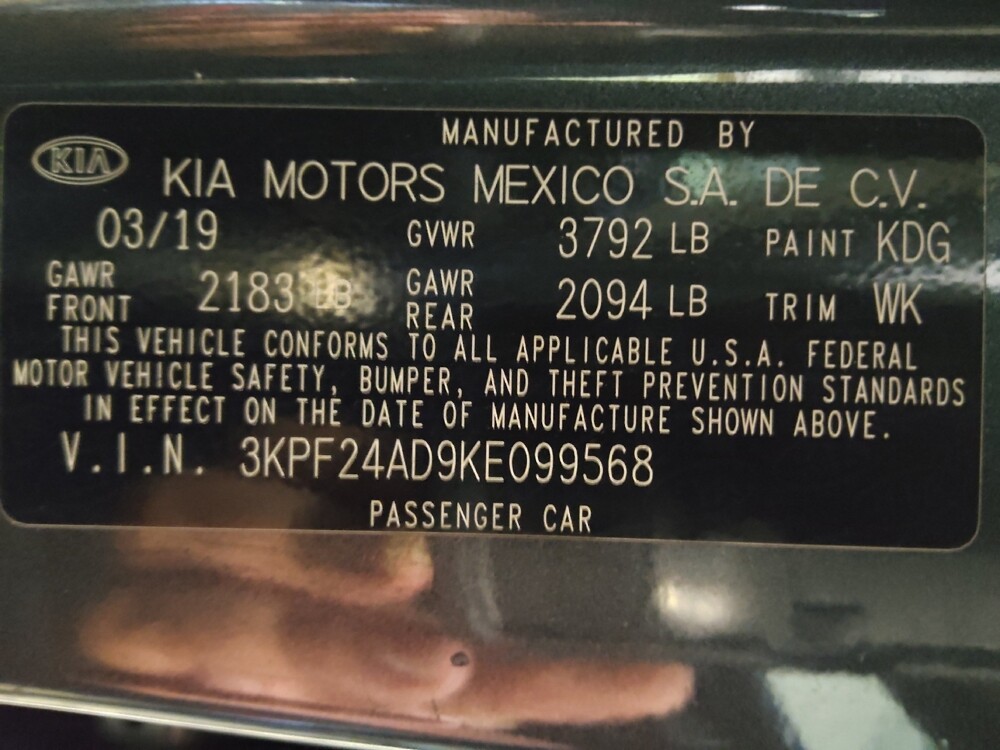 MANUFACTURED BY
KIA KIA MOTORS MEXICO S.A. DE C.V.
03/19 GVWR 3792 LB PAINT KDG
GAWR FRONT 2183 LB GAWR REAR 2094 LB TRIM WK
THIS VEHICLE CONFORMS TO ALL APPLICABLE U.S.A. FEDERAL
MOTOR VEHICLE SAFETY, BUMPER, AND THEFT PREVENTION STANDARDS
IN EFFECT ON THE DATE OF MANUFACTURE SHOWN ABOVE.
V.I.N. 3KPF24AD9KE099568
PASSENGER CAR